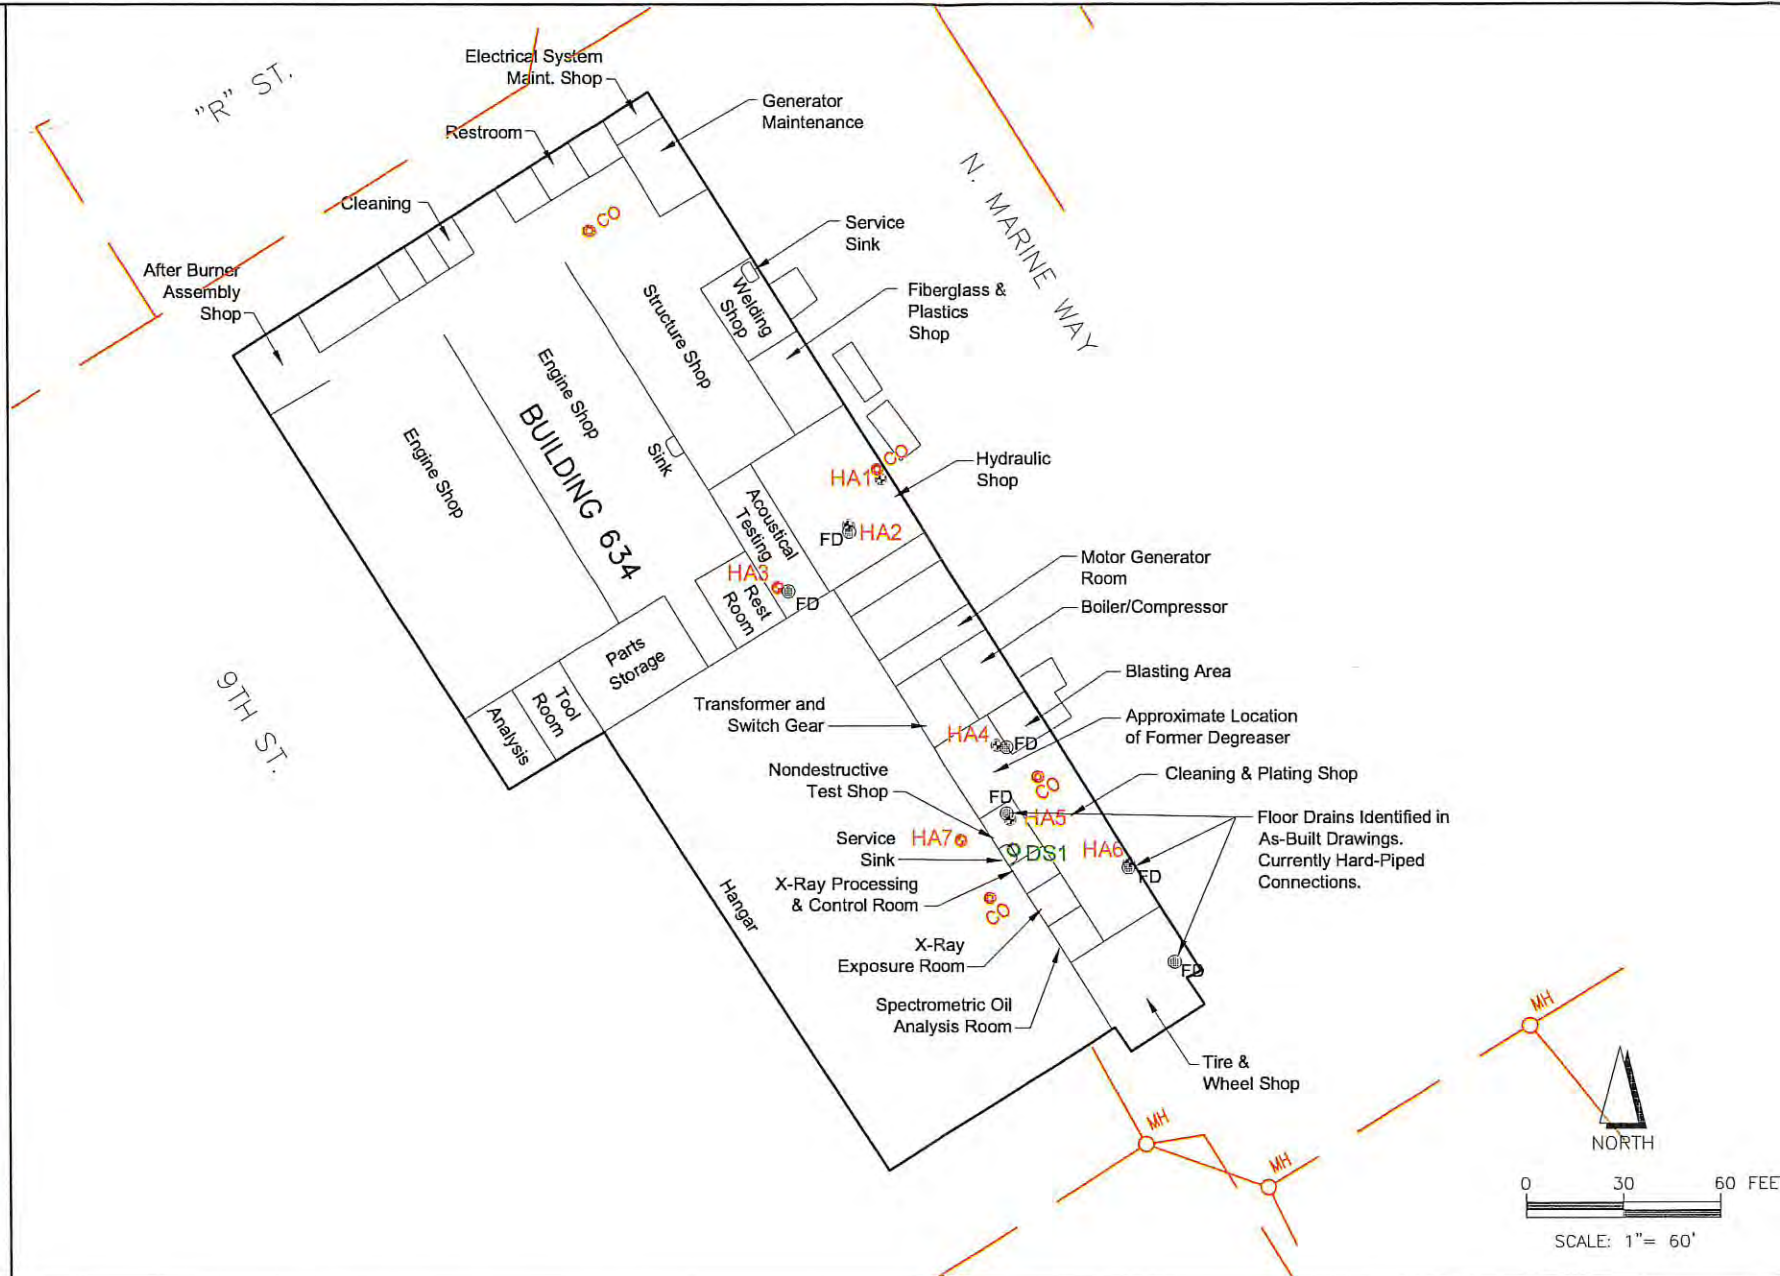 "R" ST.
Electrical System
Maint. Shop
Generator
Maintenance
Restroom
Cleaning
CO
After Burner
Assembly
Shop
Service
Sink
N. MARINE WAY
Welding
Shop
Fiberglass &
Plastics
Shop
Structure Shop
Engine Shop
BUILDING 634
Engine Shop
Sink
CO
HA1
Hydraulic
Shop
Acoustical
Testing
FD
HA2
HA3
FD
Rest
Room
Motor Generator
Room
Boiler/Compressor
Parts
Storage
Tool
Room
Analysis
9TH ST.
Blasting Area
Transformer and
Switch Gear
Approximate Location
of Former Degreaser
HA4
FD
Nondestructive
Test Shop
CO
Cleaning & Plating Shop
FD
HA5
Floor Drains Identified in
As-Built Drawings.
Currently Hard-Piped
Connections.
Service
Sink
HA7
DS1
HA6
FD
X-Ray Processing
& Control Room
CO
Hangar
X-Ray
Exposure Room
FD
Spectrometric Oil
Analysis Room
Tire &
Wheel Shop
MH
MH
MH
NORTH
0 30 60 FEE
SCALE: 1"= 60'